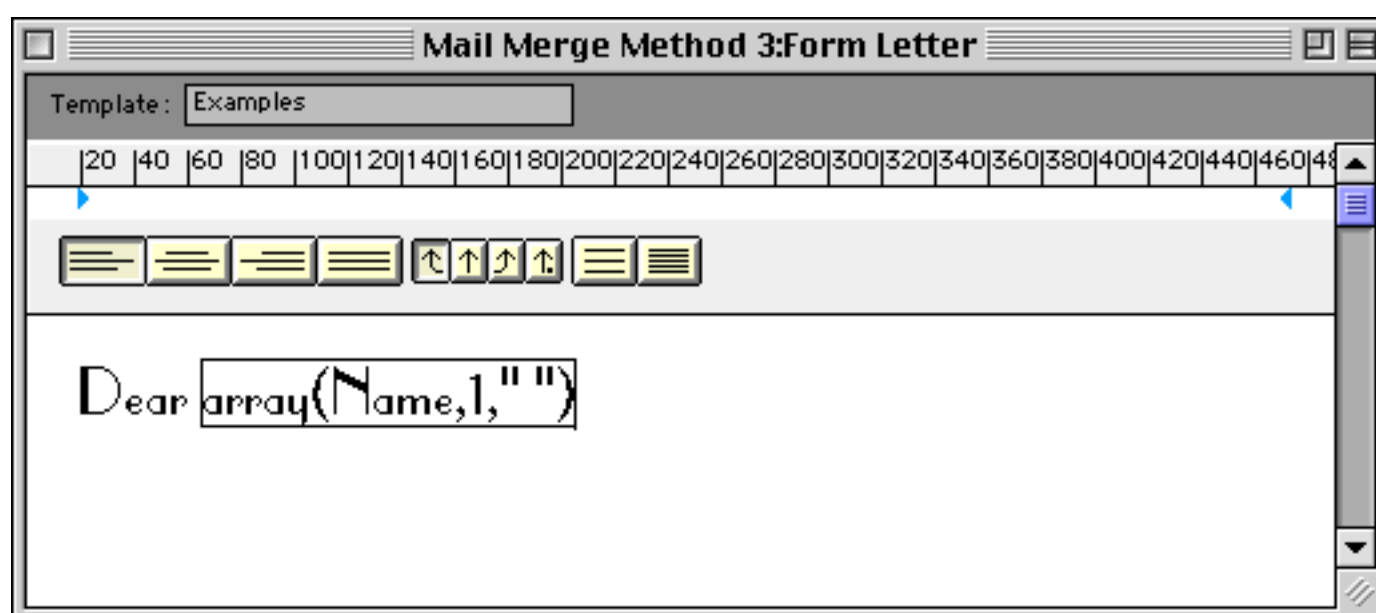 Mail Merge Method 3:Form Letter
Template: Examples
|20 |40 |60 |80 |100|120|140|160|180|200|220|240|260|280|300|320|340|360|380|400|420|440|460|48
Dear array(Name,1," ")